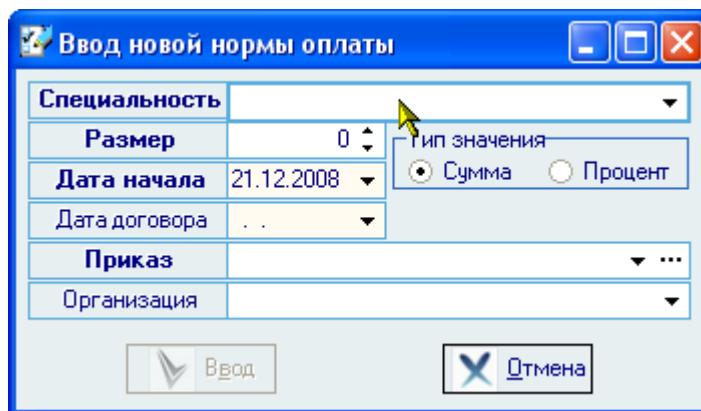 Ввод новой нормы оплаты
Специальность
Размер 0
Тип значения
Сумма Процент
Дата начала 21.12.2008
Дата договора . .
Приказ ...
Организация
Ввод Отмена